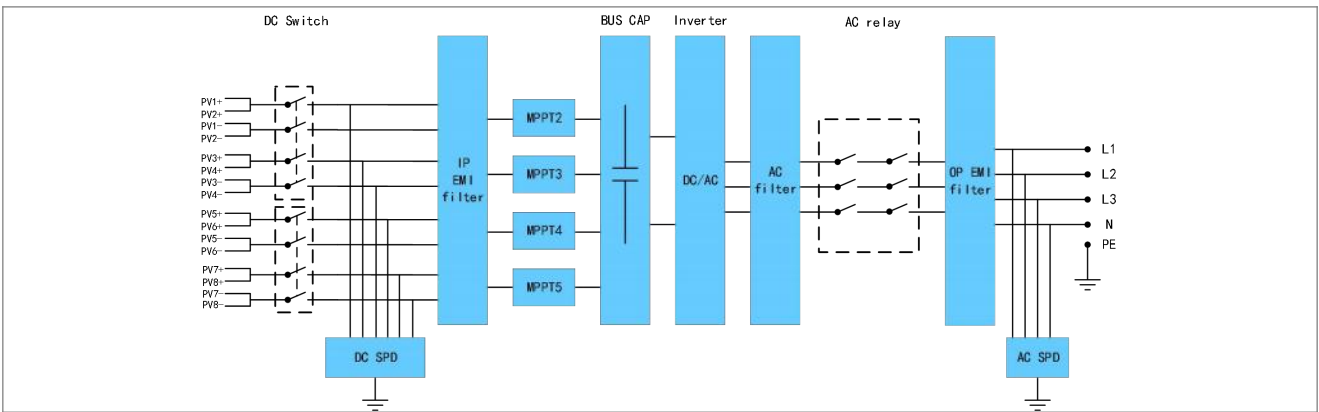 DC Switch
BUS CAP
Inverter
AC relay
PV1+
PV2+
PV1-
PV2-
PV3+
PV4+
PV3-
PV4-
PV5+
PV6+
PV5-
PV6-
PV7+
PV8+
PV7-
PV8-
IP
EMI
filter
MPPT2
MPPT3
MPPT4
MPPT5
DC/AC
AC
filter
OP EMI
filter
L1
L2
L3
N
PE
DC SPD
AC SPD